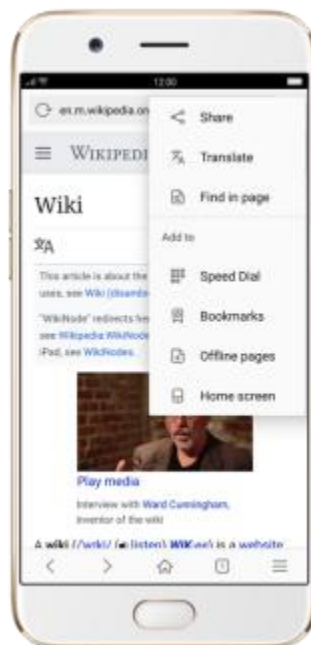 12:00
en.m.wikipedia.or
Share
WIKIPEDI
Translate
Find in page
Wiki
Add to
Speed Dial
This article is about the
uses, see Wiki (disamb
Bookmarks
"WikiNode" redirects he
see Wikipedia:WikiNode
iPad, see WikiNodes.
Offline pages
Home screen
Play media
Interview with Ward Cunningham,
inventor of the wiki
A wiki (/ˈwɪki/ (listen) WIK-ee) is a website